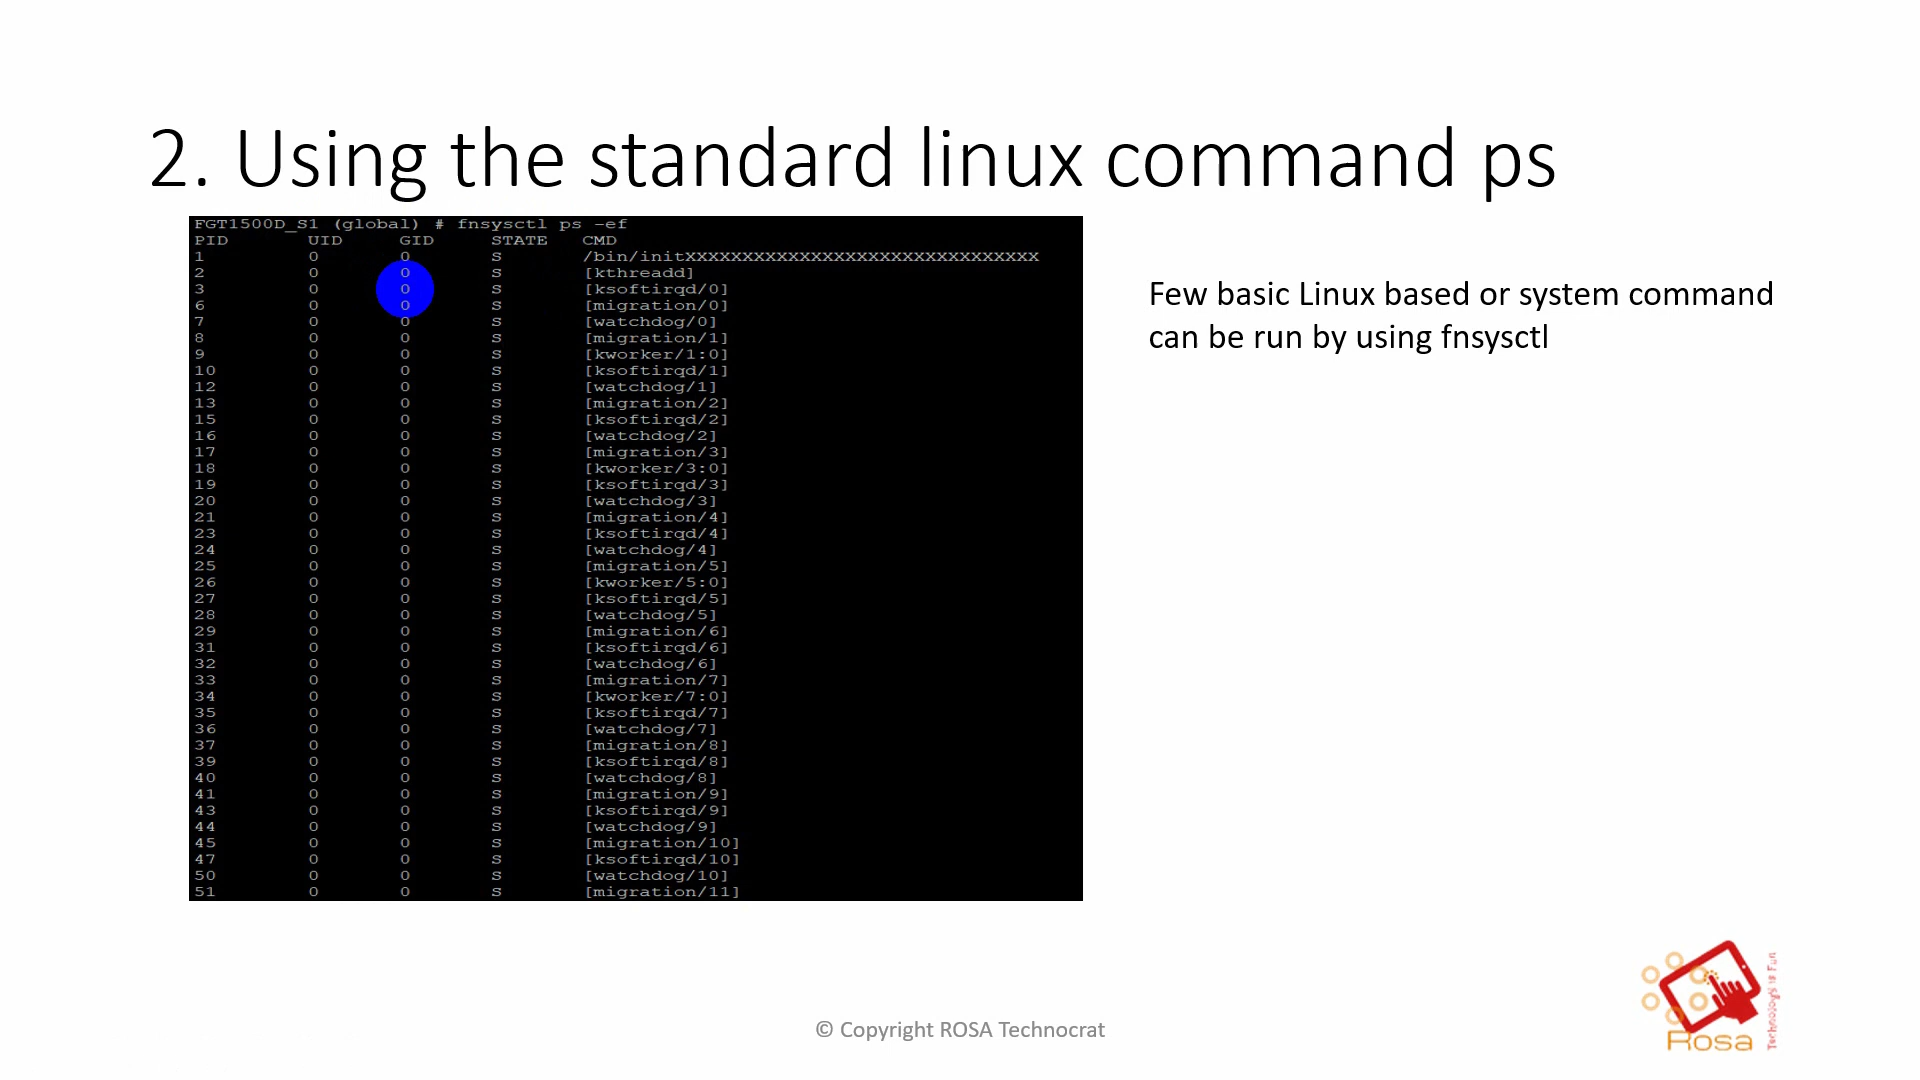 2. Using the standard linux command ps
FGT1500D_S1 (global) # fnsysctl ps -ef
PID UID GID STATE CMD
1 0 0 S /bin/initXXXXXXXXXXXXXXXXXXXXXXXXXXXXXXX
2 0 0 S [kthreadd]
3 0 0 S [ksoftirqd/0]
6 0 0 S [migration/0]
7 0 0 S [watchdog/0]
8 0 0 S [migration/1]
9 0 0 S [kworker/1:0]
10 0 0 S [ksoftirqd/1]
12 0 0 S [watchdog/1]
13 0 0 S [migration/2]
15 0 0 S [ksoftirqd/2]
16 0 0 S [watchdog/2]
17 0 0 S [migration/3]
18 0 0 S [kworker/3:0]
19 0 0 S [ksoftirqd/3]
20 0 0 S [watchdog/3]
21 0 0 S [migration/4]
23 0 0 S [ksoftirqd/4]
24 0 0 S [watchdog/4]
25 0 0 S [migration/5]
26 0 0 S [kworker/5:0]
27 0 0 S [ksoftirqd/5]
28 0 0 S [watchdog/5]
29 0 0 S [migration/6]
31 0 0 S [ksoftirqd/6]
32 0 0 S [watchdog/6]
33 0 0 S [migration/7]
34 0 0 S [kworker/7:0]
35 0 0 S [ksoftirqd/7]
36 0 0 S [watchdog/7]
37 0 0 S [migration/8]
39 0 0 S [ksoftirqd/8]
40 0 0 S [watchdog/8]
41 0 0 S [migration/9]
43 0 0 S [ksoftirqd/9]
44 0 0 S [watchdog/9]
45 0 0 S [migration/10]
47 0 0 S [ksoftirqd/10]
50 0 0 S [watchdog/10]
51 0 0 S [migration/11]
Few basic Linux based or system command
can be run by using fnsysctl
© Copyright ROSA Technocrat
Rosa
Technology is Fun